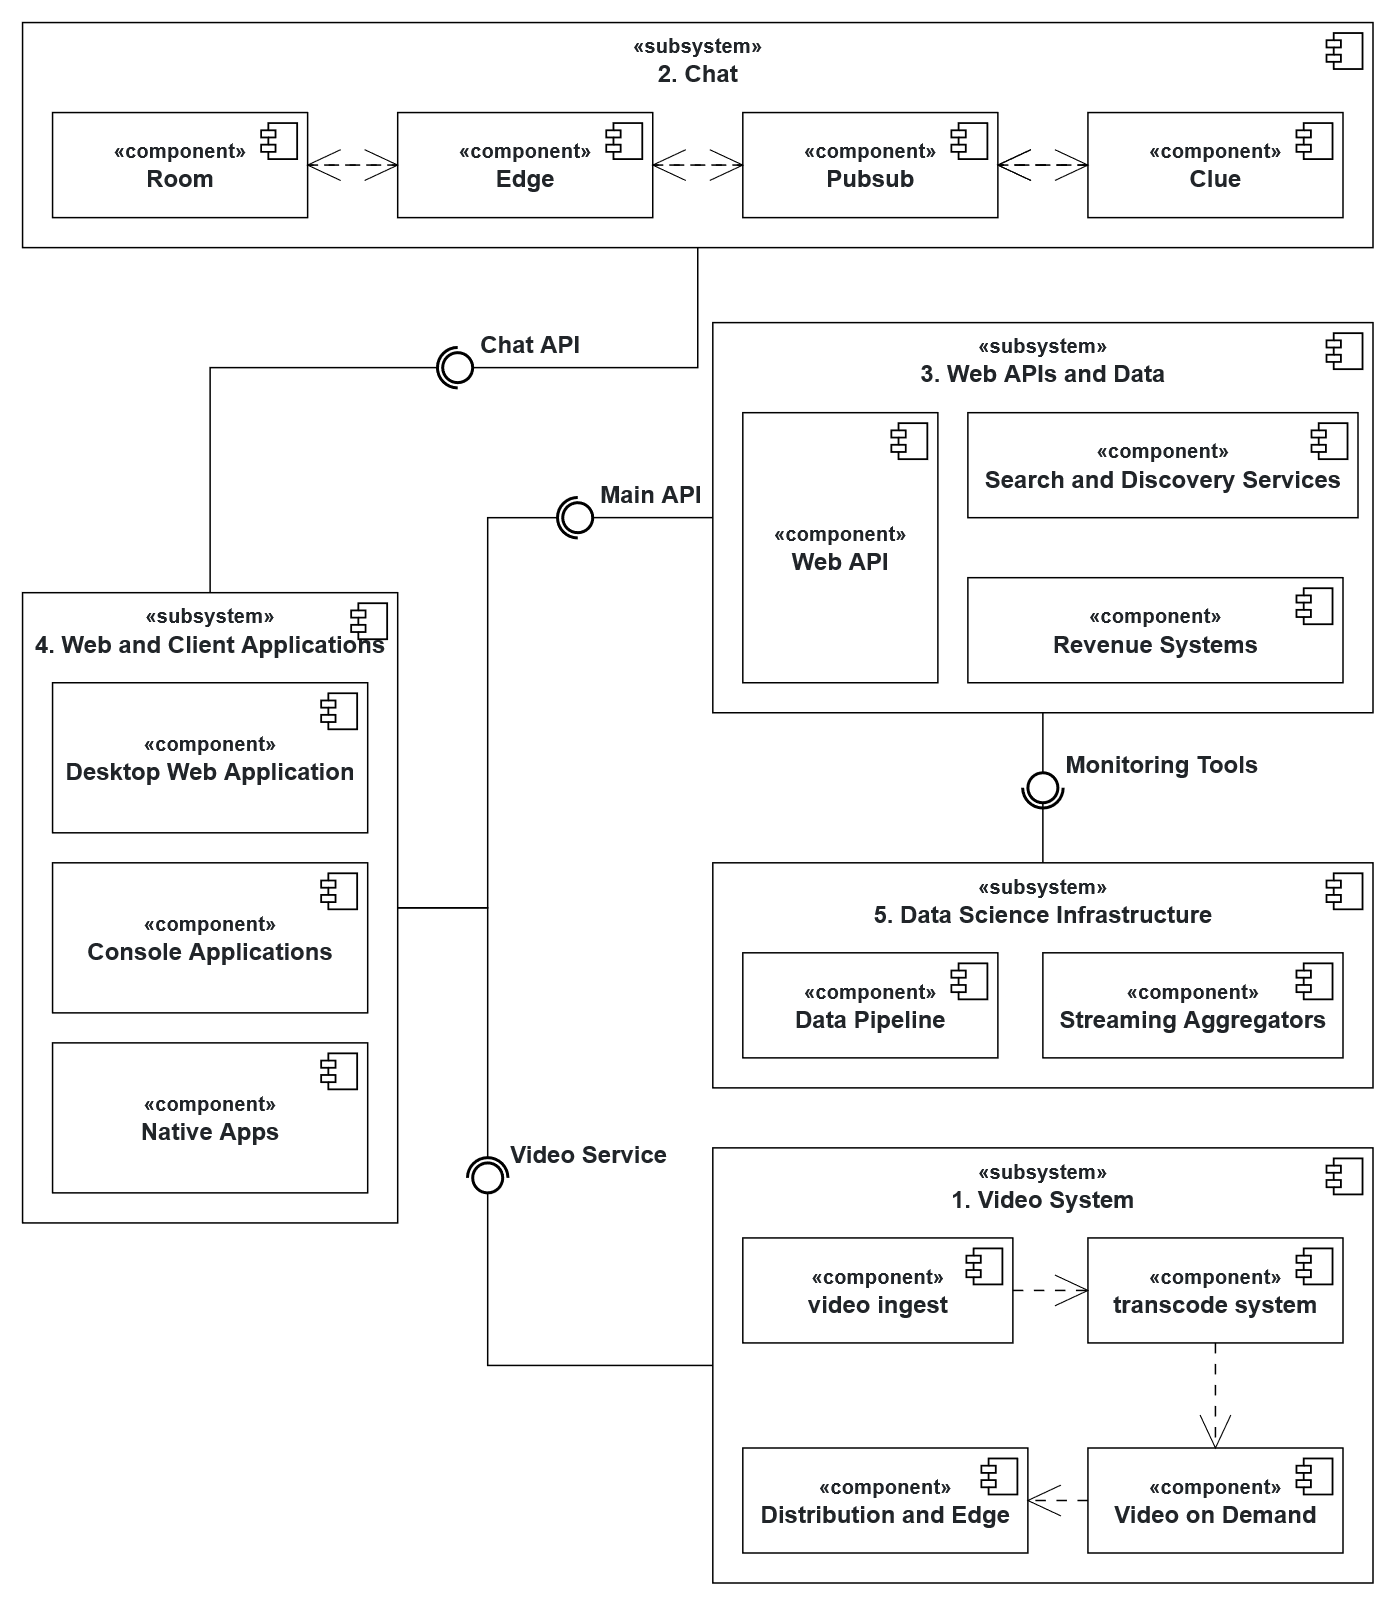 «subsystem»
2. Chat
«component»
Room
«component»
Edge
«component»
Pubsub
«component»
Clue
Chat API
«subsystem»
3. Web APIs and Data
«component»
Web API
«component»
Search and Discovery Services
«component»
Revenue Systems
Main API
«subsystem»
4. Web and Client Applications
«component»
Desktop Web Application
«component»
Console Applications
«component»
Native Apps
Monitoring Tools
«subsystem»
5. Data Science Infrastructure
«component»
Data Pipeline
«component»
Streaming Aggregators
Video Service
«subsystem»
1. Video System
«component»
video ingest
«component»
transcode system
«component»
Distribution and Edge
«component»
Video on Demand